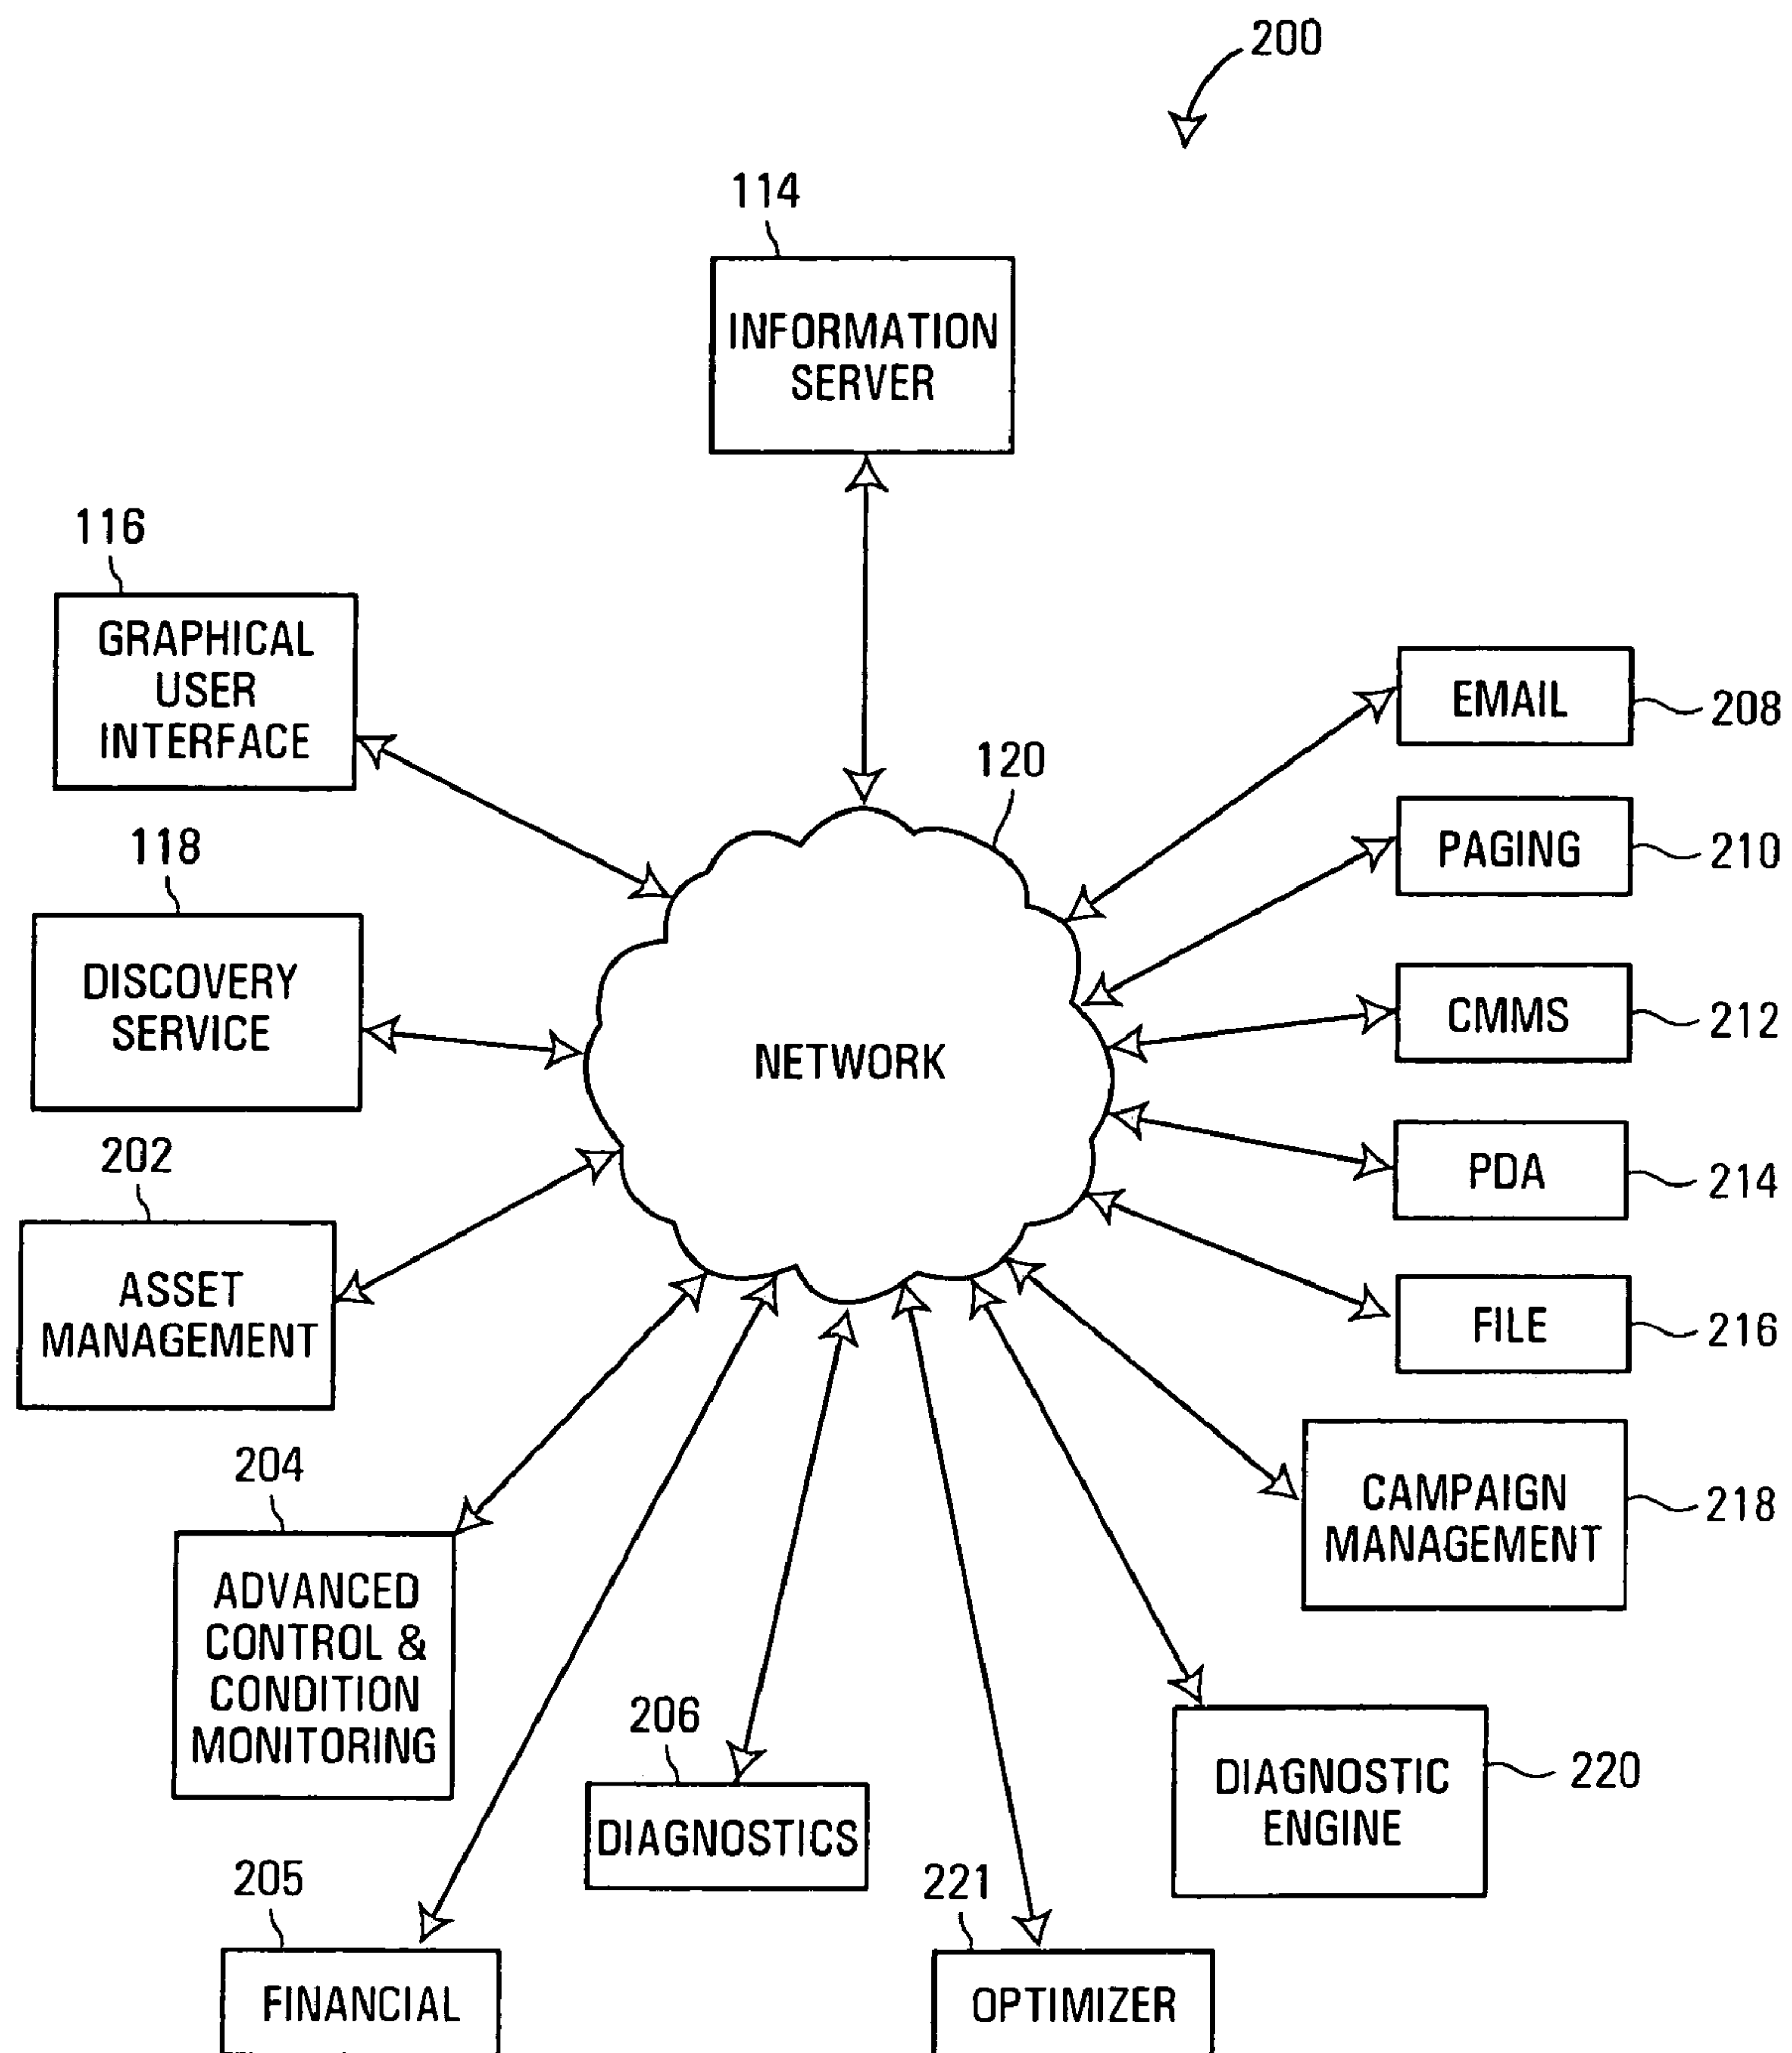 200
114
INFORMATION
SERVER
116
GRAPHICAL
USER
INTERFACE
120
EMAIL
208
118
DISCOVERY
SERVICE
PAGING
210
NETWORK
CMMS
212
202
ASSET
MANAGEMENT
PDA
214
FILE
216
204
ADVANCED
CONTROL &
CONDITION
MONITORING
CAMPAIGN
MANAGEMENT
218
206
DIAGNOSTICS
DIAGNOSTIC
ENGINE
220
205
FINANCIAL
221
OPTIMIZER